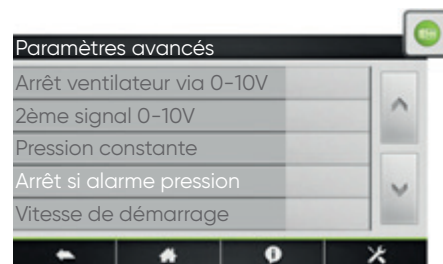 Paramètres avancés
Arrêt ventilateur via 0-10V
2ème signal 0-10V
Pression constante
Arrêt si alarme pression
Vitesse de démarrage